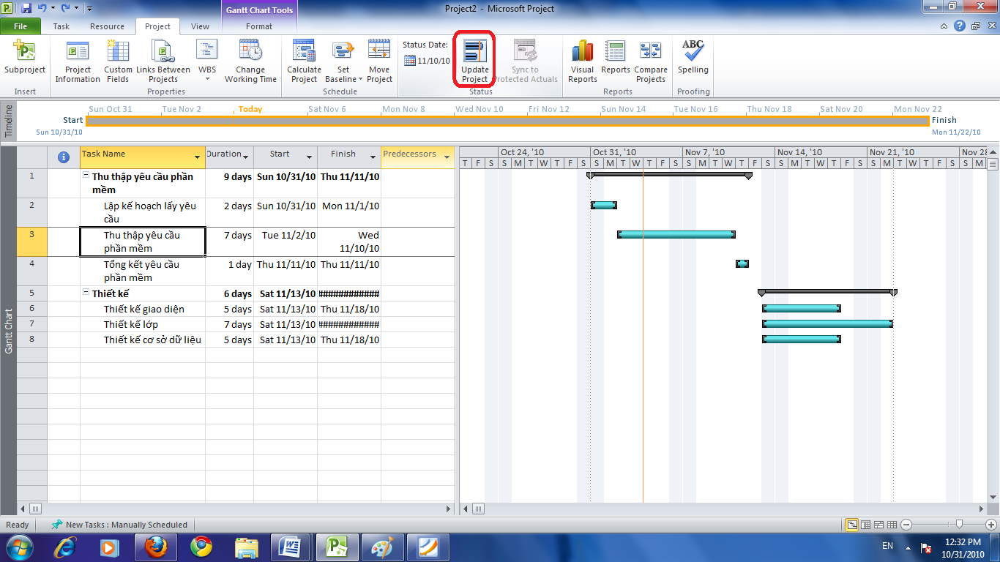 Project2 - Microsoft Project
Gantt Chart Tools
File Task Resource Project View Format
Subproject
Insert
Project Information
Custom Fields
Links Between Projects
WBS
Change Working Time
Properties
Calculate Project
Set Baseline
Move Project
Schedule
Status Date:
11/10/10
Update Project
Sync to Protected Actuals
Status
Visual Reports
Reports
Compare Projects
Reports
ABC
Spelling
Proofing
Timeline
Sun Oct 31 Tue Nov 2 Today Sat Nov 6 Mon Nov 8 Wed Nov 10 Fri Nov 12 Sun Nov 14 Tue Nov 16 Thu Nov 18 Sat Nov 20 Mon Nov 22
Start
Sun 10/31/10
Finish
Mon 11/22/10
Gantt Chart
Task Name Duration Start Finish Predecessors
1 Thu thập yêu cầu phần mềm 9 days Sun 10/31/10 Thu 11/11/10
2 Lập kế hoạch lấy yêu cầu 2 days Sun 10/31/10 Mon 11/1/10
3 Thu thập yêu cầu phần mềm 7 days Tue 11/2/10 Wed 11/10/10
4 Tổng kết yêu cầu phần mềm 1 day Thu 11/11/10 Thu 11/11/10
5 Thiết kế 6 days Sat 11/13/10 #############
6 Thiết kế giao diện 5 days Sat 11/13/10 Thu 11/18/10
7 Thiết kế lớp 7 days Sat 11/13/10 #############
8 Thiết kế cơ sở dữ liệu 5 days Sat 11/13/10 Thu 11/18/10
Oct 24, '10 Oct 31, '10 Nov 7, '10 Nov 14, '10 Nov 21, '10 Nov 28
T F S S M T W T F S S M T W T F S S M T W T F S S M T W T F S S M T W T F S S M
Ready New Tasks : Manually Scheduled
EN
12:32 PM
10/31/2010